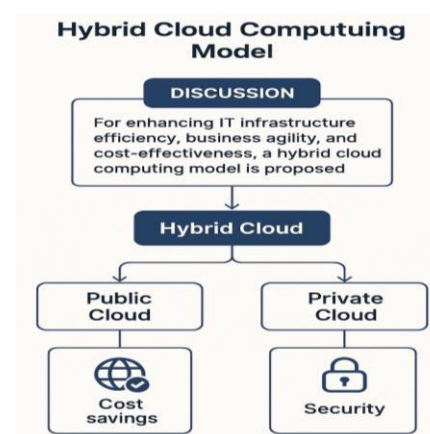 Hybrid Cloud Computuing
Model
DISCUSSION
For enhancing IT infrastructure
efficiency, business agility, and
cost-effectiveness, a hybrid cloud
computing model is proposed
Hybrid Cloud
Public
Cloud
Private
Cloud
Cost
savings
Security